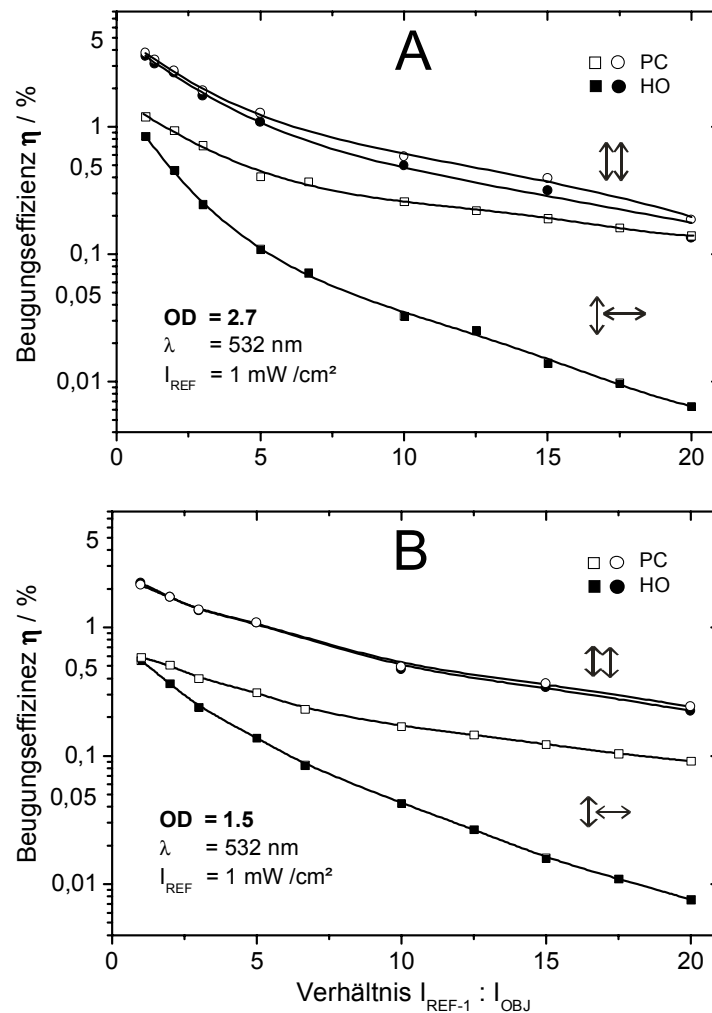 A
PC
HO
Beugungseffizienz η / %
5
1
0,5
0,1
0,05
0,01
OD = 2.7
λ = 532 nm
I_REF = 1 mW /cm²
0 5 10 15 20
B
PC
HO
Beugungseffizinez η / %
5
1
0,5
0,1
0,05
0,01
OD = 1.5
λ = 532 nm
I_REF = 1 mW /cm²
0 5 10 15 20
Verhältnis I_REF-1 : I_OBJ